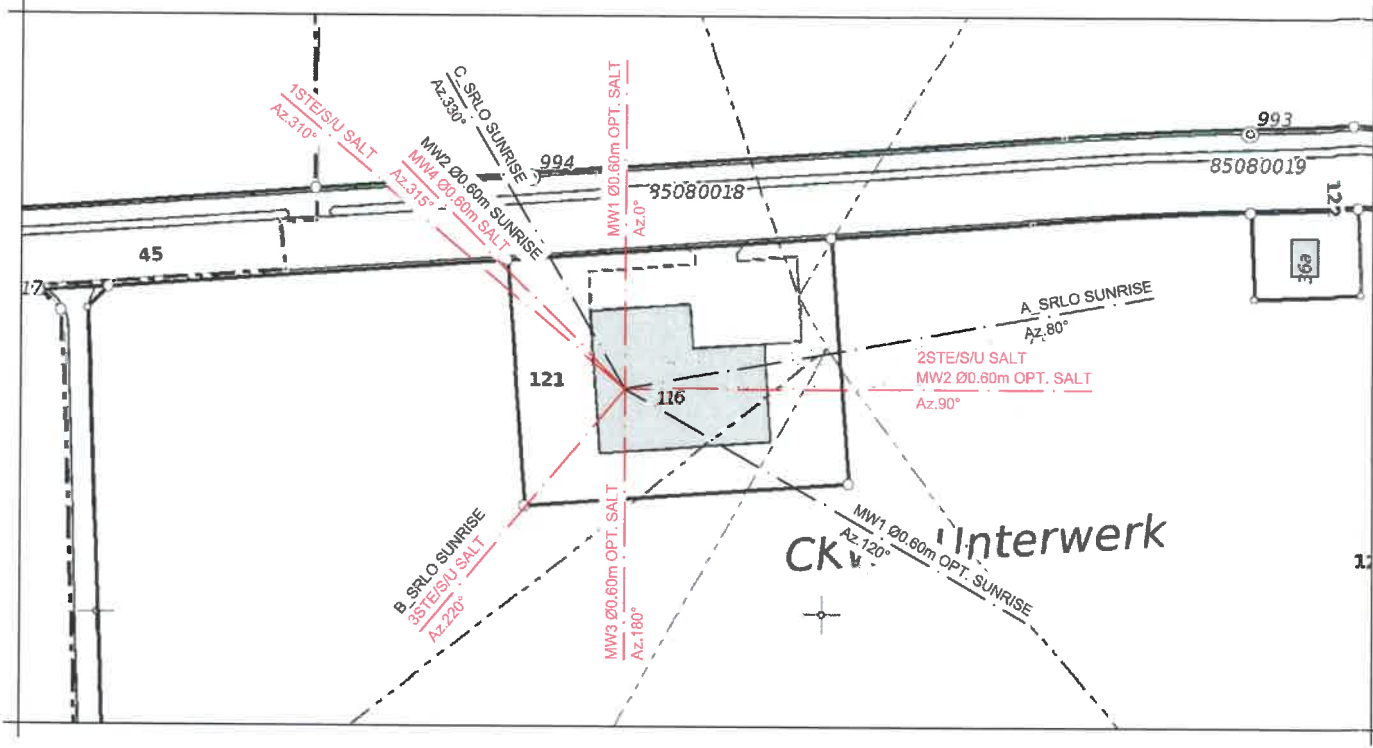 C_SRLO SUNRISE
Az.330°
1STE/S/U SALT
Az.310°
MW2 Ø0.60m SUNRISE
MW4 Ø0.60m SALT
Az.315°
MW1 Ø0.60m OPT. SALT
Az.0°
994
993
85080018
85080019
122
45
17
36a
A_SRLO SUNRISE
Az.80°
2STE/S/U SALT
MW2 Ø0.60m OPT. SALT
Az.90°
121
116
B_SRLO SUNRISE
3STE/S/U SALT
Az.220°
MW3 Ø0.60m OPT. SALT
Az.180°
MW1 Ø0.60m OPT. SUNRISE
Az.120°
Unterwerk